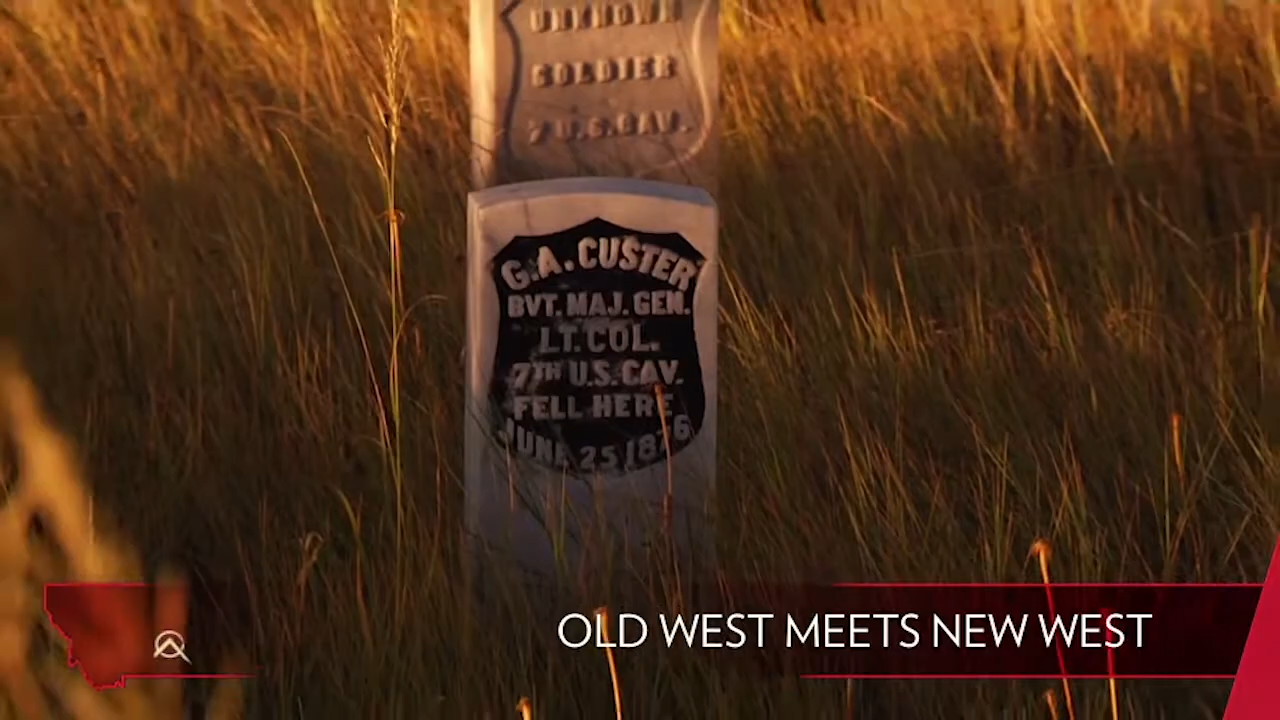 UNKNOWN
SOLDIER
7 U.S.CAV.
G.A. CUSTER
BVT. MAJ. GEN.
LT. COL.
7TH U.S. CAV.
FELL HERE
JUNE 25 1876
OLD WEST MEETS NEW WEST